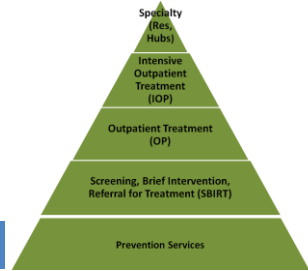 Specialty
(Res,
Hubs)
Intensive
Outpatient
Treatment
(IOP)
Outpatient Treatment
(OP)
Screening, Brief Intervention,
Referral for Treatment (SBIRT)
Prevention Services